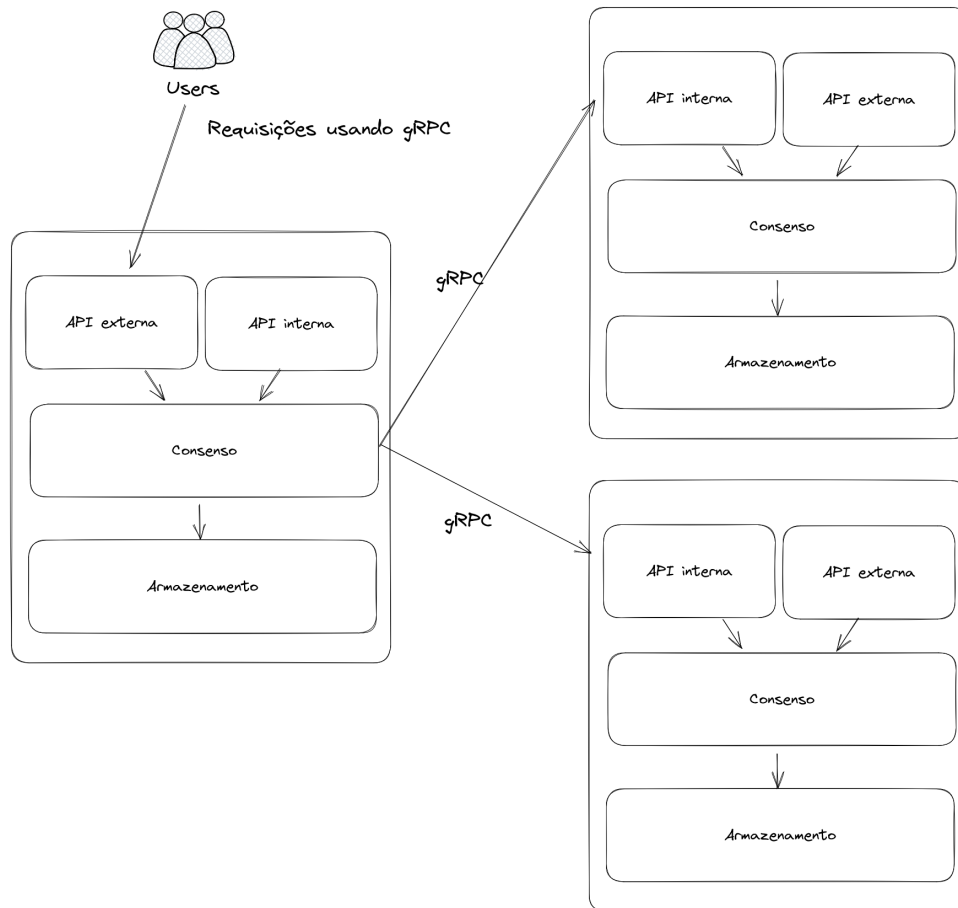 Users
Requisições usando gRPC
API externa
API interna
Consenso
Armazenamento
gRPC
gRPC
API interna
API externa
Consenso
Armazenamento
API interna
API externa
Consenso
Armazenamento